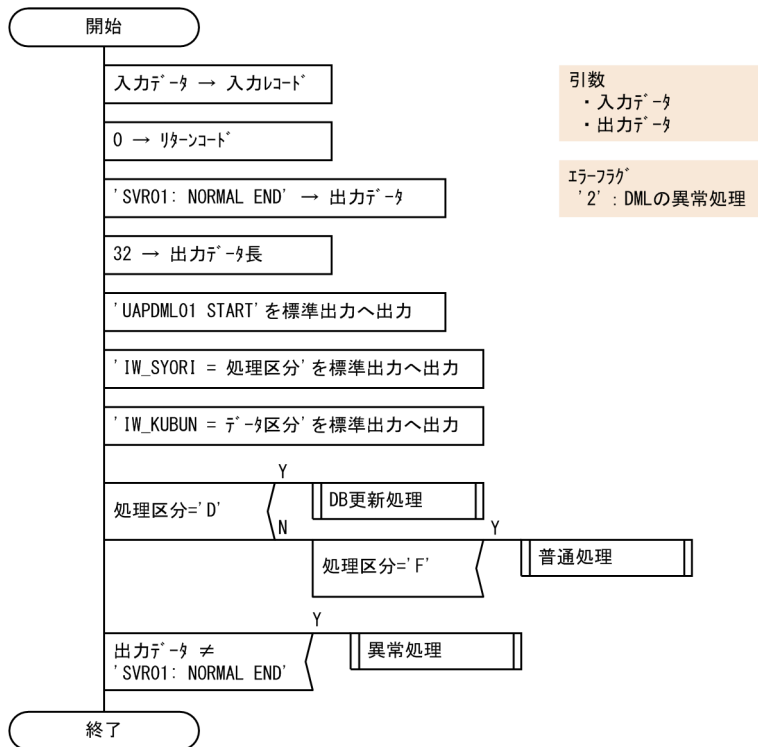 開始
入力ﾃﾞｰﾀ → 入力ﾚｺｰﾄﾞ
0 → ﾘﾀｰﾝｺｰﾄﾞ
'SVR01: NORMAL END' → 出力ﾃﾞｰﾀ
32 → 出力ﾃﾞｰﾀ長
'UAPDML01 START'を標準出力へ出力
'IW_SYORI = 処理区分'を標準出力へ出力
'IW_KUBUN = ﾃﾞｰﾀ区分'を標準出力へ出力
処理区分='D'
Y
DB更新処理
N
処理区分='F'
Y
普通処理
出力ﾃﾞｰﾀ ≠
'SVR01: NORMAL END'
Y
異常処理
終了
引数
・入力ﾃﾞｰﾀ
・出力ﾃﾞｰﾀ
ｴﾗｰﾌﾗｸﾞ
'2' : DMLの異常処理